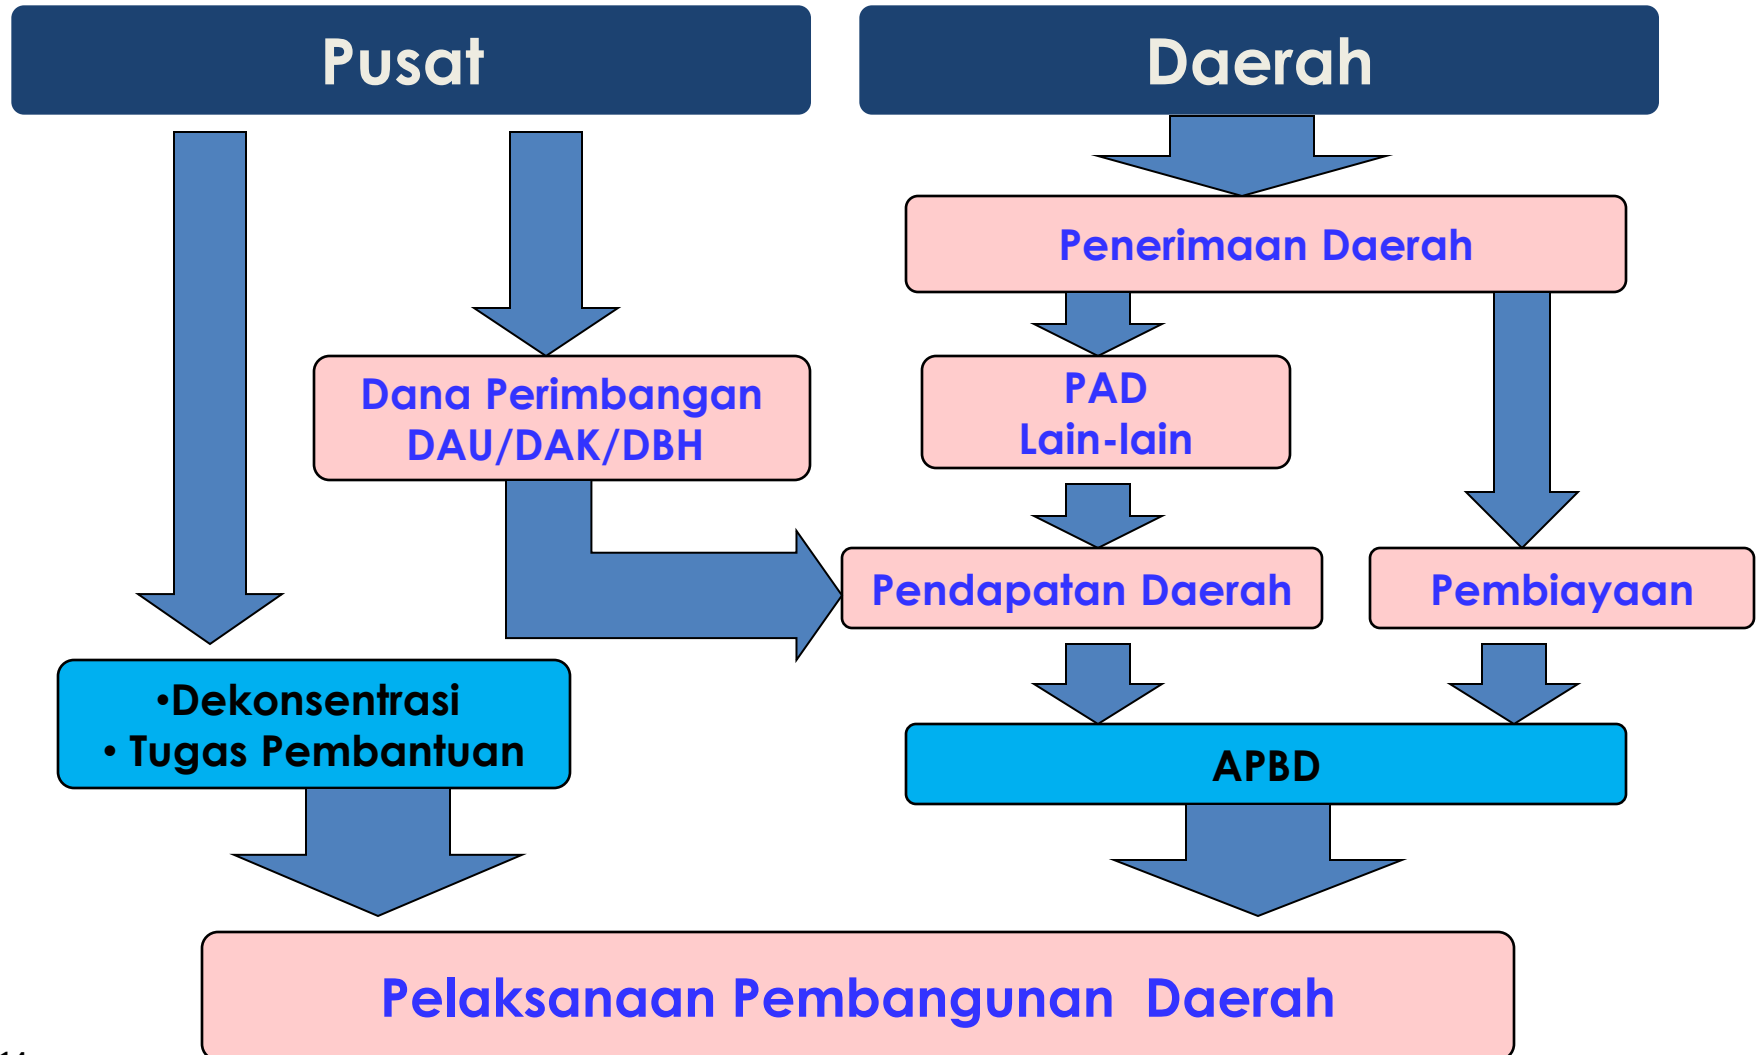 Pusat
Daerah
Penerimaan Daerah
Dana Perimbangan
DAU/DAK/DBH
PAD
Lain-lain
Pendapatan Daerah
Pembiayaan
•Dekonsentrasi
• Tugas Pembantuan
APBD
Pelaksanaan Pembangunan Daerah